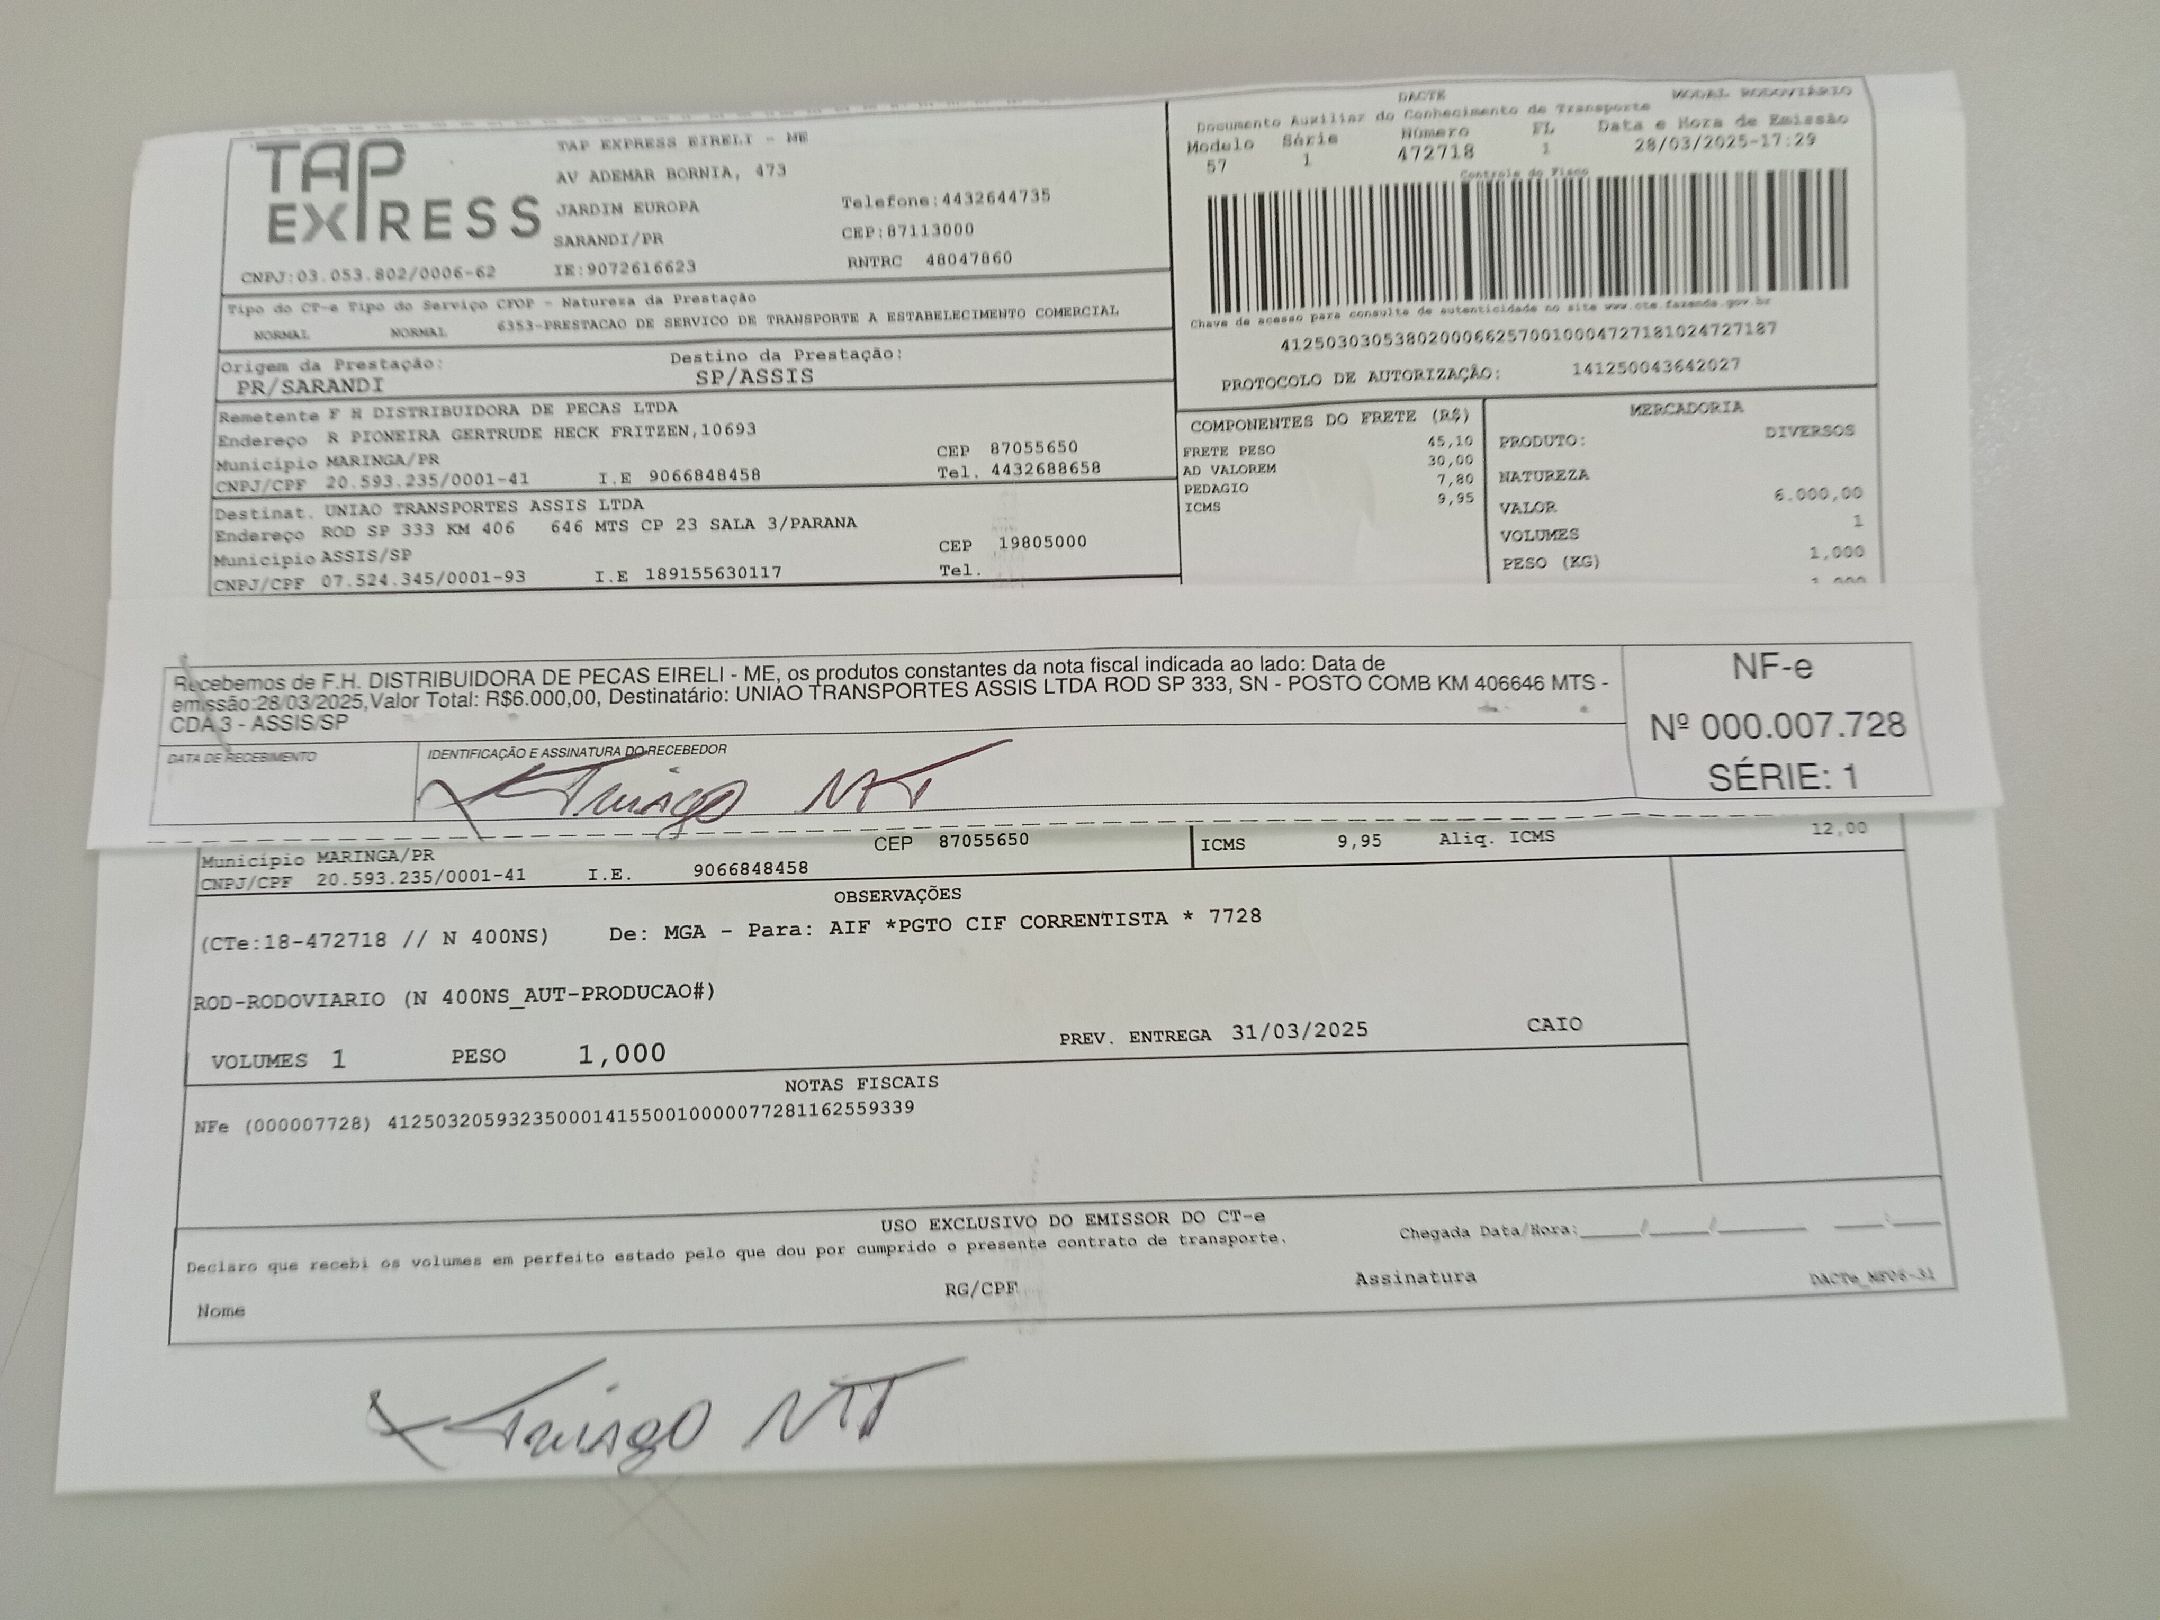 TAP EXPRESS
TAP EXPRESS EIRELI - ME
AV ADEMAR BORNIA, 473
JARDIM EUROPA
Telefone:4432644735
SARANDI/PR
CEP:87113000
CNPJ:03.053.802/0006-62 IE:9072616623
RNTRC 48047860
DACTE MODAL RODOVIÁRIO
Documento Auxiliar do Conhecimento de Transporte
Modelo Série Número FL Data e Hora de Emissão
57 1 472718 1 28/03/2025-17:29
Controle do Fisco
Chave de acesso para consulta de autenticidade no site www.cte.fazenda.gov.br
41250303053802000662570010004727181024727187
PROTOCOLO DE AUTORIZAÇÃO: 141250043642027
Tipo do CT-e Tipo do Serviço CFOP - Natureza da Prestação
NORMAL NORMAL 6353-PRESTACAO DE SERVICO DE TRANSPORTE A ESTABELECIMENTO COMERCIAL
Origem da Prestação: Destino da Prestação:
PR/SARANDI SP/ASSIS
Remetente F H DISTRIBUIDORA DE PECAS LTDA
Endereço R PIONEIRA GERTRUDE HECK FRITZEN,10693
Município MARINGA/PR CEP 87055650
CNPJ/CPF 20.593.235/0001-41 I.E 9066848458 Tel. 4432688658
Destinat. UNIAO TRANSPORTES ASSIS LTDA
Endereço ROD SP 333 KM 406 646 MTS CP 23 SALA 3/PARANA
Município ASSIS/SP CEP 19805000
CNPJ/CPF 07.524.345/0001-93 I.E 189155630117 Tel.
COMPONENTES DO FRETE (R$)
FRETE PESO 45,10
AD VALOREM 30,00
PEDAGIO 7,80
ICMS 9,95
MERCADORIA
PRODUTO: DIVERSOS
NATUREZA
VALOR 6.000,00
VOLUMES 1
PESO (KG) 1,000
Recebemos de F.H. DISTRIBUIDORA DE PECAS EIRELI - ME, os produtos constantes da nota fiscal indicada ao lado: Data de
emissão:28/03/2025,Valor Total: R$6.000,00, Destinatário: UNIAO TRANSPORTES ASSIS LTDA ROD SP 333, SN - POSTO COMB KM 406646 MTS -
CDA 3 - ASSIS/SP
DATA DE RECEBIMENTO IDENTIFICAÇÃO E ASSINATURA DO RECEBEDOR
NF-e
Nº 000.007.728
SÉRIE: 1
Município MARINGA/PR CEP 87055650
CNPJ/CPF 20.593.235/0001-41 I.E. 9066848458
ICMS 9,95 Aliq. ICMS 12,00
OBSERVAÇÕES
(CTe:18-472718 // N 400NS) De: MGA - Para: AIF *PGTO CIF CORRENTISTA * 7728
ROD-RODOVIARIO (N 400NS_AUT-PRODUCAO#)
VOLUMES 1 PESO 1,000 PREV. ENTREGA 31/03/2025 CAIO
NOTAS FISCAIS
NFe (000007728) 41250320593235000141550010000077281162559339
USO EXCLUSIVO DO EMISSOR DO CT-e
Declaro que recebi os volumes em perfeito estado pelo que dou por cumprido o presente contrato de transporte.
Chegada Data/Hora:____/____/______ ___:___
Nome RG/CPF Assinatura DACTe_NF06-31